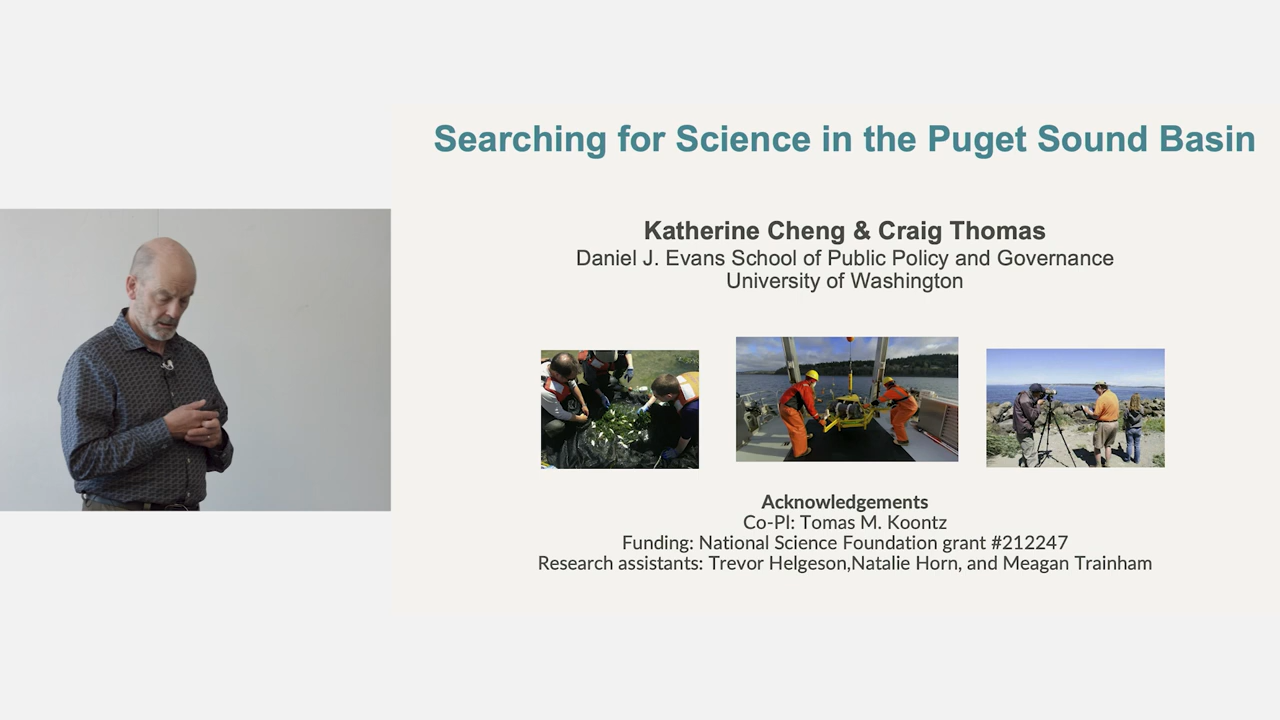 Searching for Science in the Puget Sound Basin
Katherine Cheng & Craig Thomas
Daniel J. Evans School of Public Policy and Governance
University of Washington
Acknowledgements
Co-PI: Tomas M. Koontz
Funding: National Science Foundation grant #212247
Research assistants: Trevor Helgeson,Natalie Horn, and Meagan Trainham